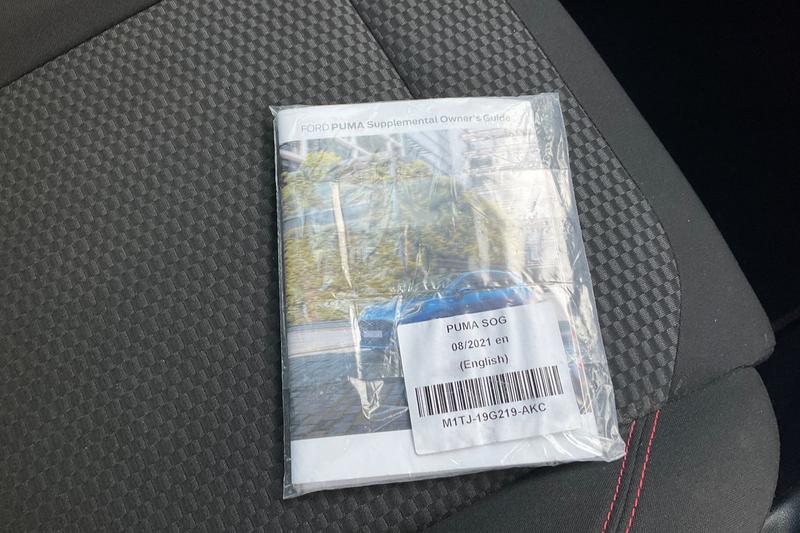 FORD PUMA Supplemental Owner's Guide
PUMA SOG
08/2021 en
(English)
M1TJ-19G219-AKC